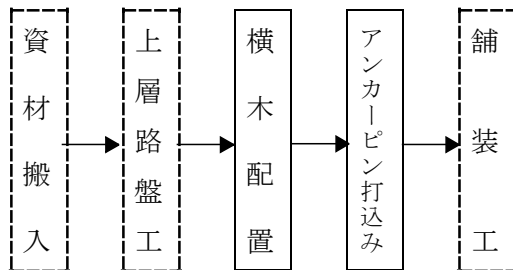 資材搬入
上層路盤工
横木配置
アンカーピン打込み
舗装工